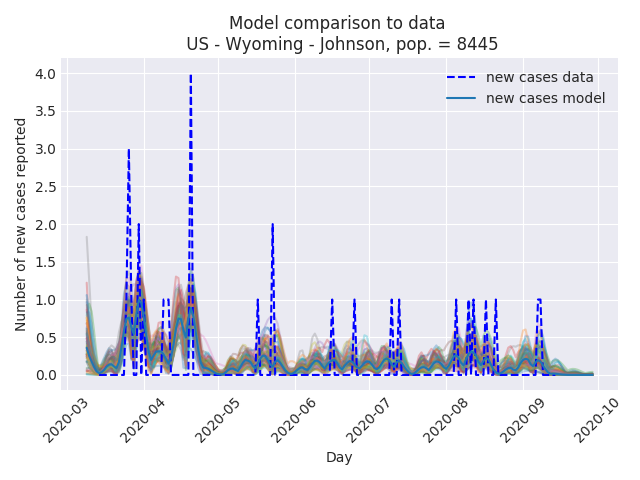 Model comparison to data
US - Wyoming - Johnson, pop. = 8445
new cases data
new cases model
Number of new cases reported
4.0
3.5
3.0
2.5
2.0
1.5
1.0
0.5
0.0
2020-03
2020-04
2020-05
2020-06
2020-07
2020-08
2020-09
2020-10
Day